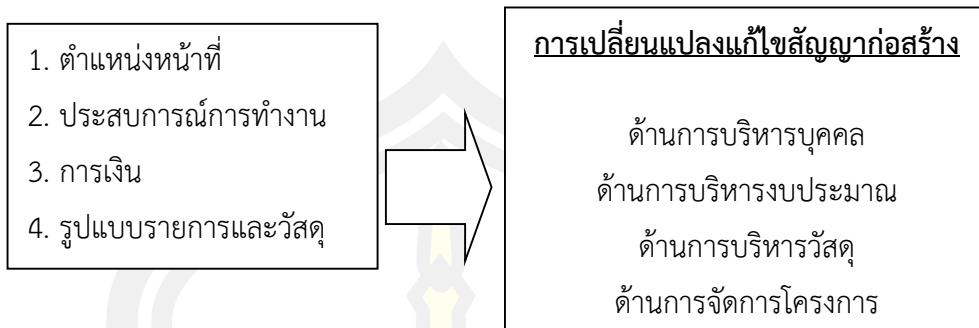 1. ตำแหน่งหน้าที่
2. ประสบการณ์การทำงาน
3. การเงิน
4. รูปแบบรายการและวัสดุ
การเปลี่ยนแปลงแก้ไขสัญญาก่อสร้าง
ด้านการบริหารบุคคล
ด้านการบริหารงบประมาณ
ด้านการบริหารวัสดุ
ด้านการจัดการโครงการ